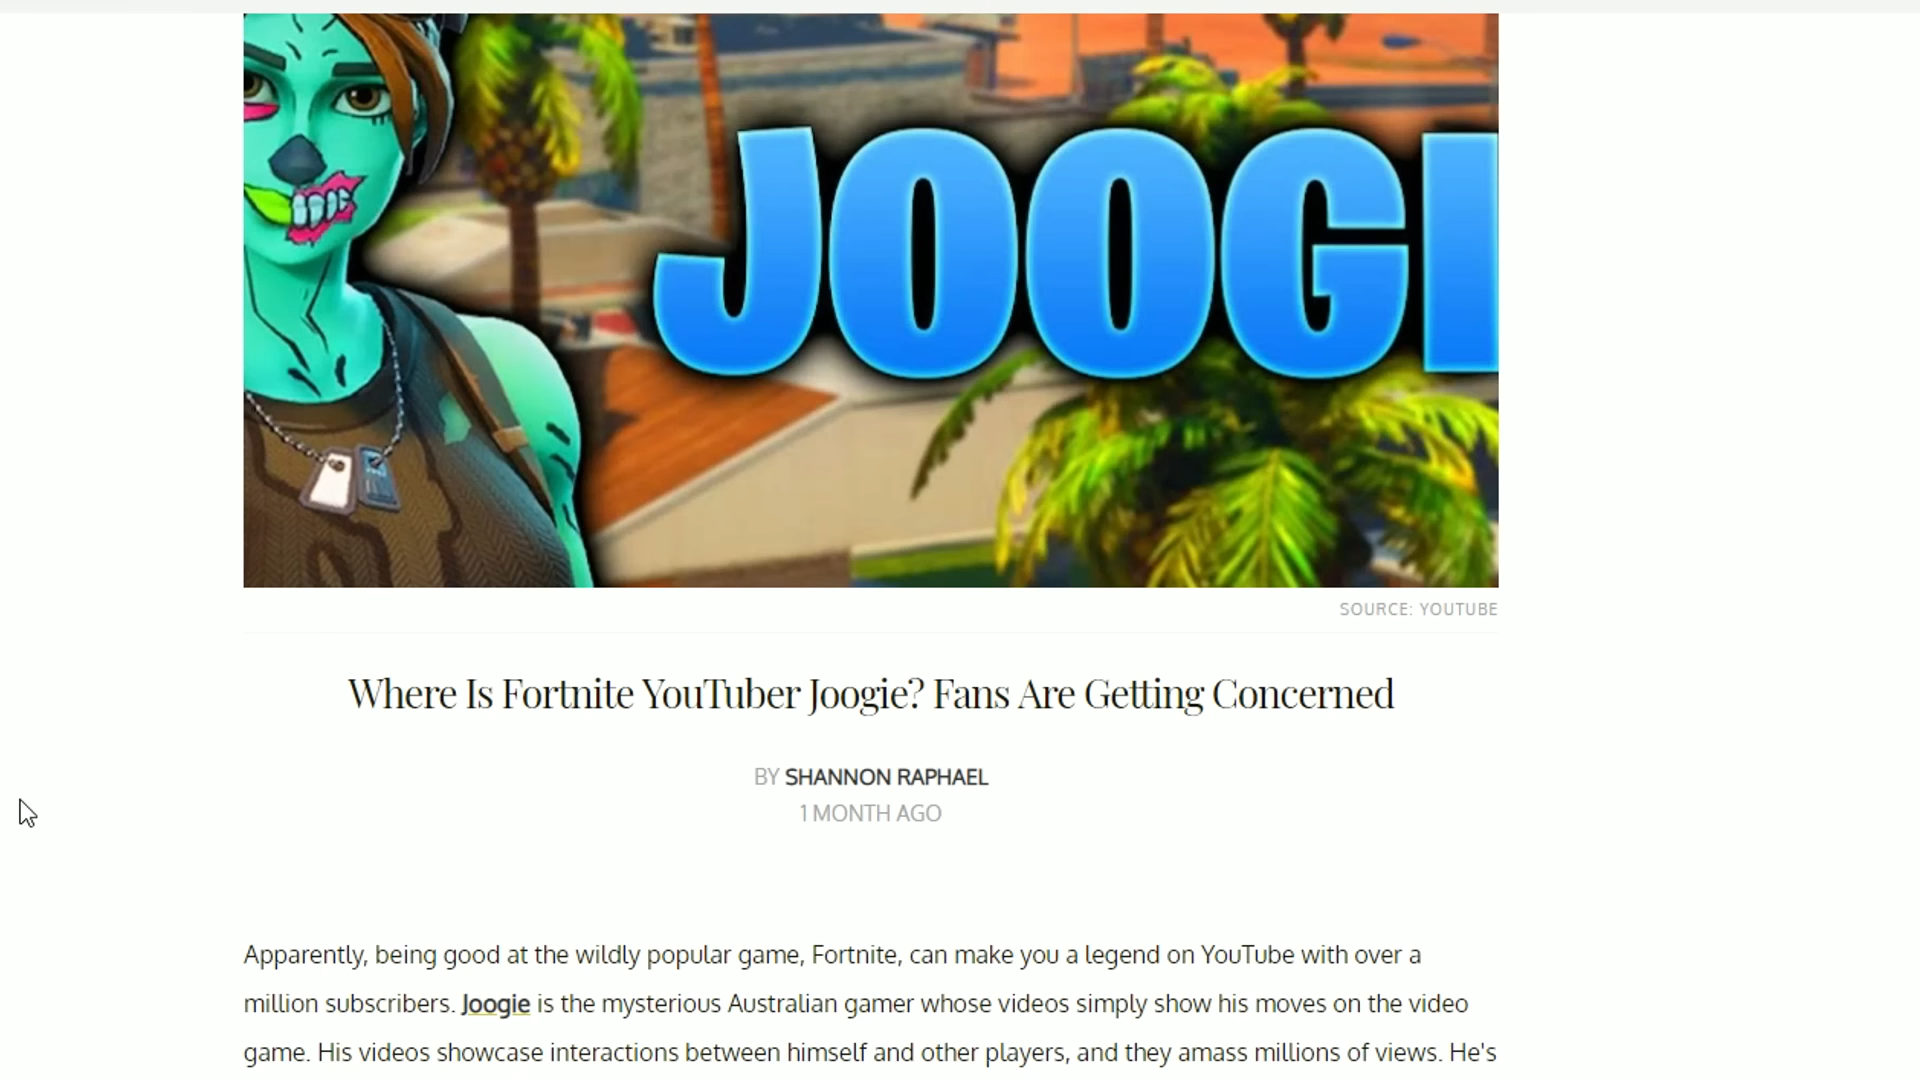 JOOGI
SOURCE: YOUTUBE
Where Is Fortnite YouTuber Joogie? Fans Are Getting Concerned
BY SHANNON RAPHAEL
1 MONTH AGO
Apparently, being good at the wildly popular game, Fortnite, can make you a legend on YouTube with over a
million subscribers. Joogie is the mysterious Australian gamer whose videos simply show his moves on the video
game. His videos showcase interactions between himself and other players, and they amass millions of views. He's